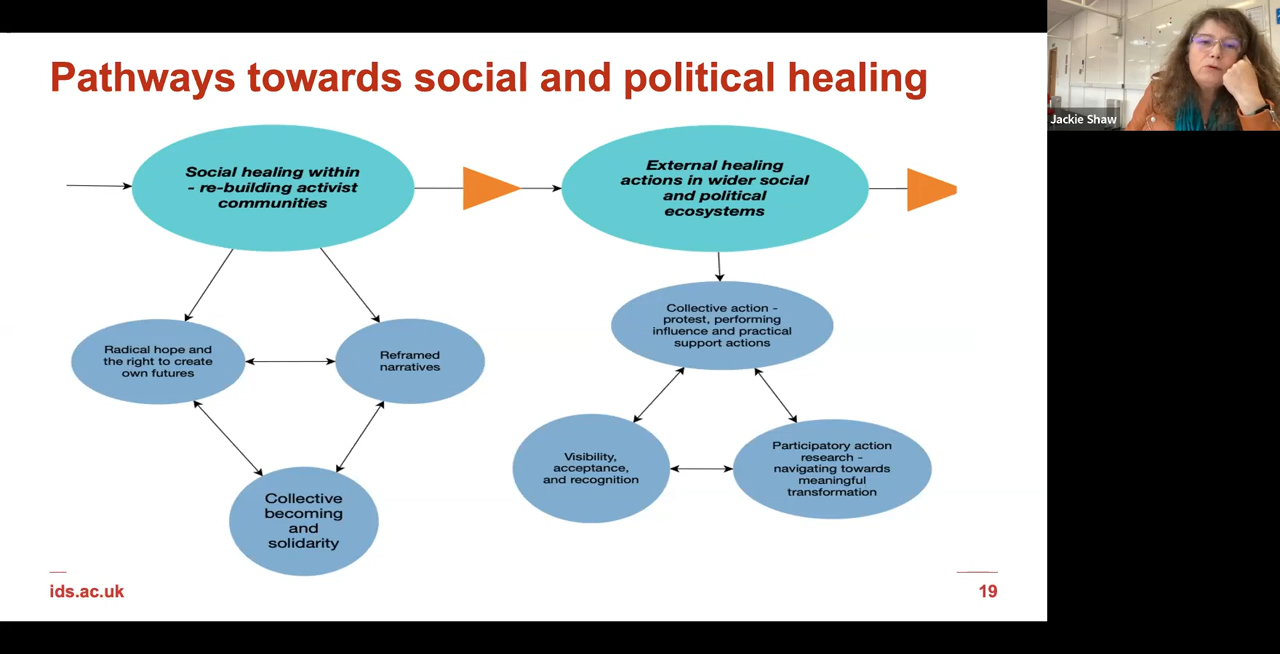 Pathways towards social and political healing
Jackie Shaw
Social healing within
- re-building activist
communities
External healing
actions in wider social
and political
ecosystems
Radical hope and
the right to create
own futures
Reframed
narratives
Collective
becoming
and
solidarity
Collective action -
protest, performing
influence and practical
support actions
Visibility,
acceptance,
and recognition
Participatory action
research -
navigating towards
meaningful
transformation
ids.ac.uk
19